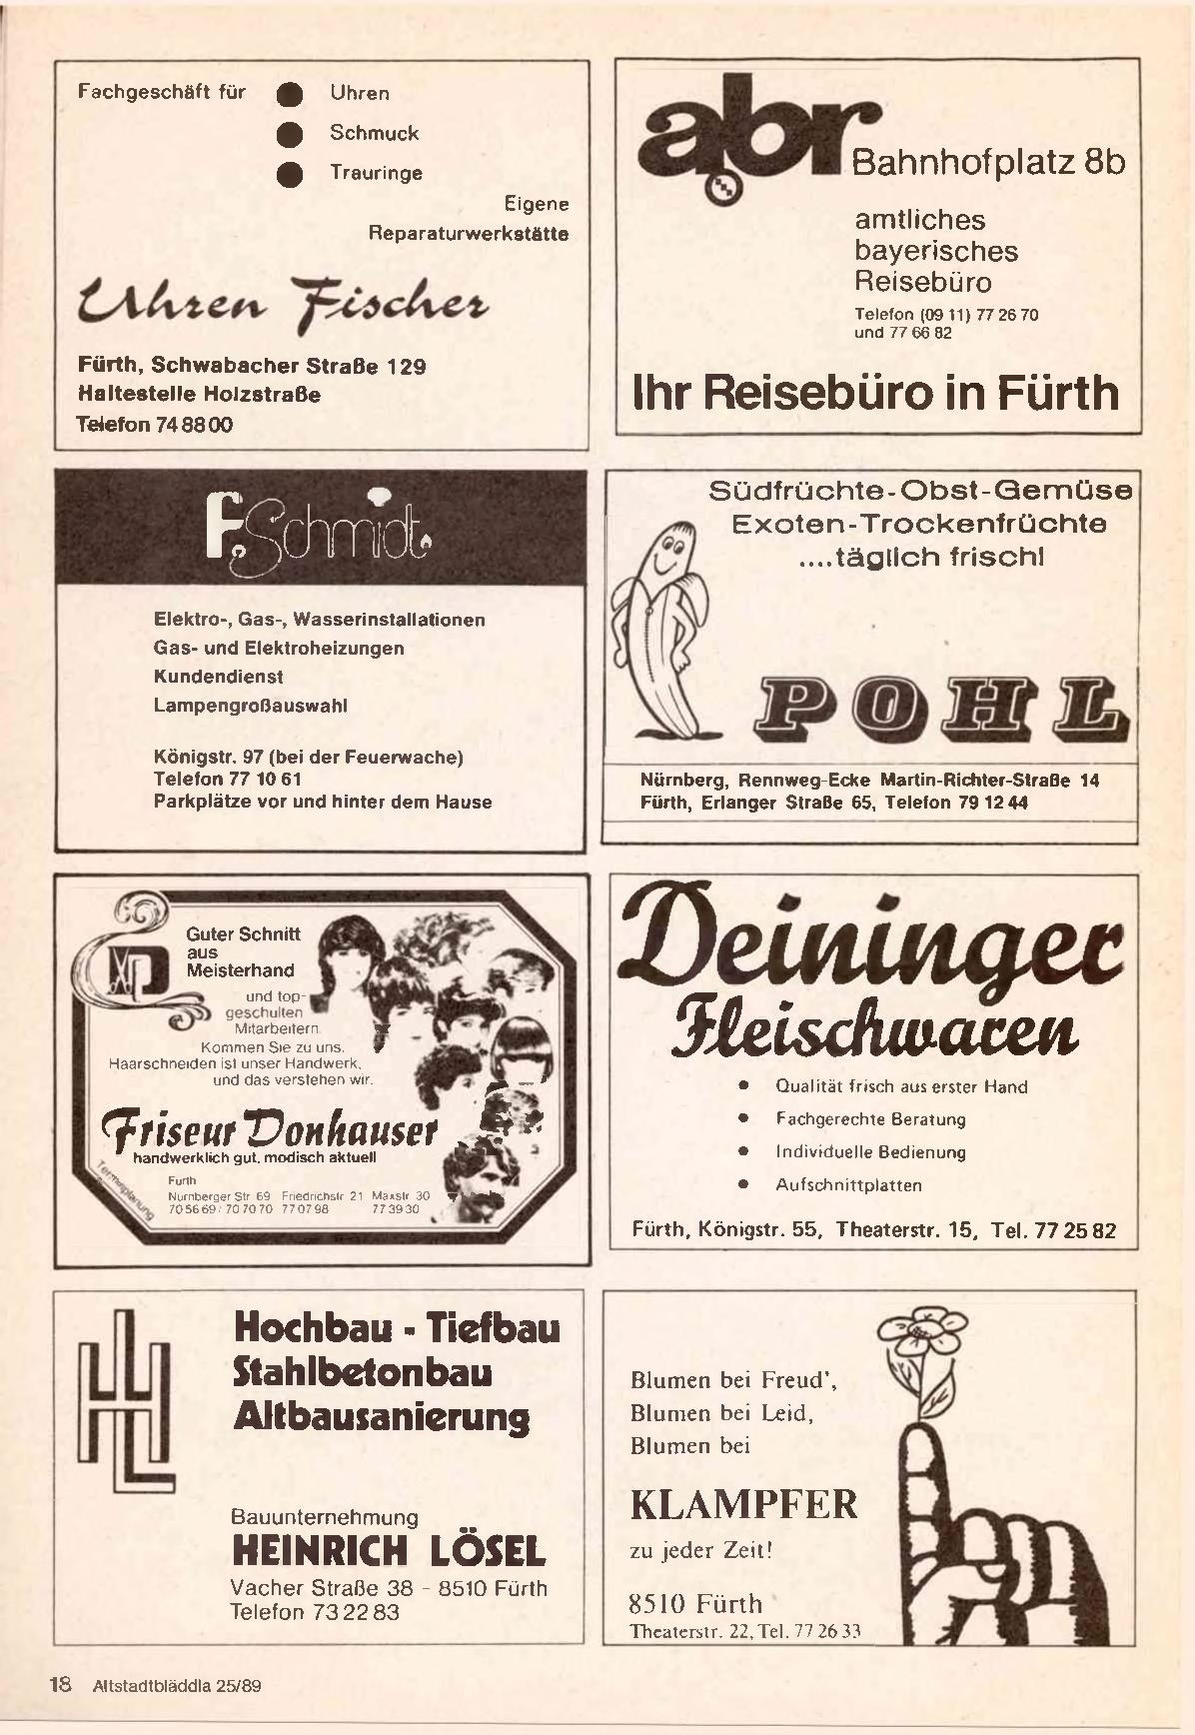 Fachgeschäft für ● Uhren
● Schmuck
● Trauringe
Eigene
Reparaturwerkstätte
Uhren Fischer
Fürth, Schwabacher Straße 129
Haltestelle Holzstraße
Telefon 74 88 00
abr
Bahnhofplatz 8b
amtliches
bayerisches
Reisebüro
Telefon (09 11) 77 26 70
und 77 66 82
Ihr Reisebüro in Fürth
F. Schmidt
Elektro-, Gas-, Wasserinstallationen
Gas- und Elektroheizungen
Kundendienst
Lampengroßauswahl
Königstr. 97 (bei der Feuerwache)
Telefon 77 10 61
Parkplätze vor und hinter dem Hause
Südfrüchte-Obst-Gemüse
Exoten-Trockenfrüchte
....täglich frisch!
POHL
Nürnberg, Rennweg-Ecke Martin-Richter-Straße 14
Fürth, Erlanger Straße 65, Telefon 79 12 44
Guter Schnitt
aus
Meisterhand
und top-
geschulten
Mitarbeitern.
Kommen Sie zu uns.
Haarschneiden ist unser Handwerk,
und das verstehen wir.
Friseur Donhauser
handwerklich gut, modisch aktuell
Terminplanung
Fürth
Nürnberger Str. 69 Friedrichstr. 21 Maxstr. 30
70 56 69 / 70 70 70 77 07 98 77 39 30
Deininger
Fleischwaren
● Qualität frisch aus erster Hand
● Fachgerechte Beratung
● Individuelle Bedienung
● Aufschnittplatten
Fürth, Königstr. 55, Theaterstr. 15, Tel. 77 25 82
Hochbau - Tiefbau
Stahlbetonbau
Altbausanierung
Bauunternehmung
HEINRICH LÖSEL
Vacher Straße 38 - 8510 Fürth
Telefon 73 22 83
Blumen bei Freud',
Blumen bei Leid,
Blumen bei
KLAMPFER
zu jeder Zeit!
8510 Fürth
Theaterstr. 22, Tel. 77 26 33
18 Altstadtbläddla 25/89